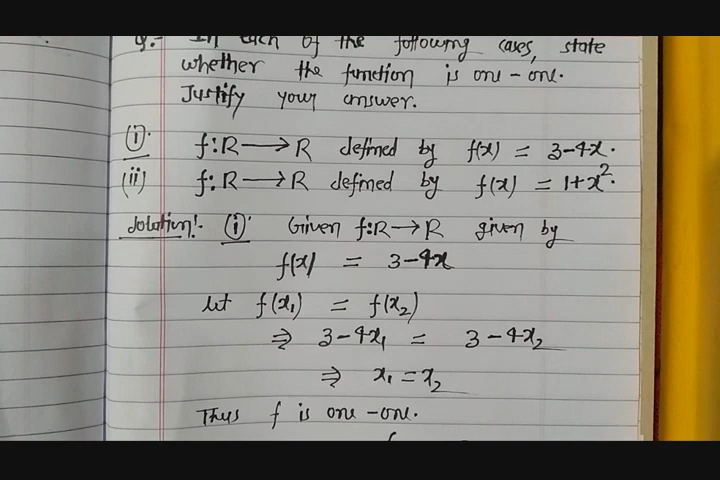 Q.- In each of the following cases, state
whether the function is one-one.
Justify your answer.
(i) f:R⟶R defined by f(x) = 3-4x.
(ii) f:R⟶R defined by f(x) = 1+x².
Solution:- (i) Given f:R→R given by
f(x) = 3-4x
let f(x₁) = f(x₂)
⇒ 3-4x₁ = 3-4x₂
⇒ x₁ = x₂
Thus f is one-one.